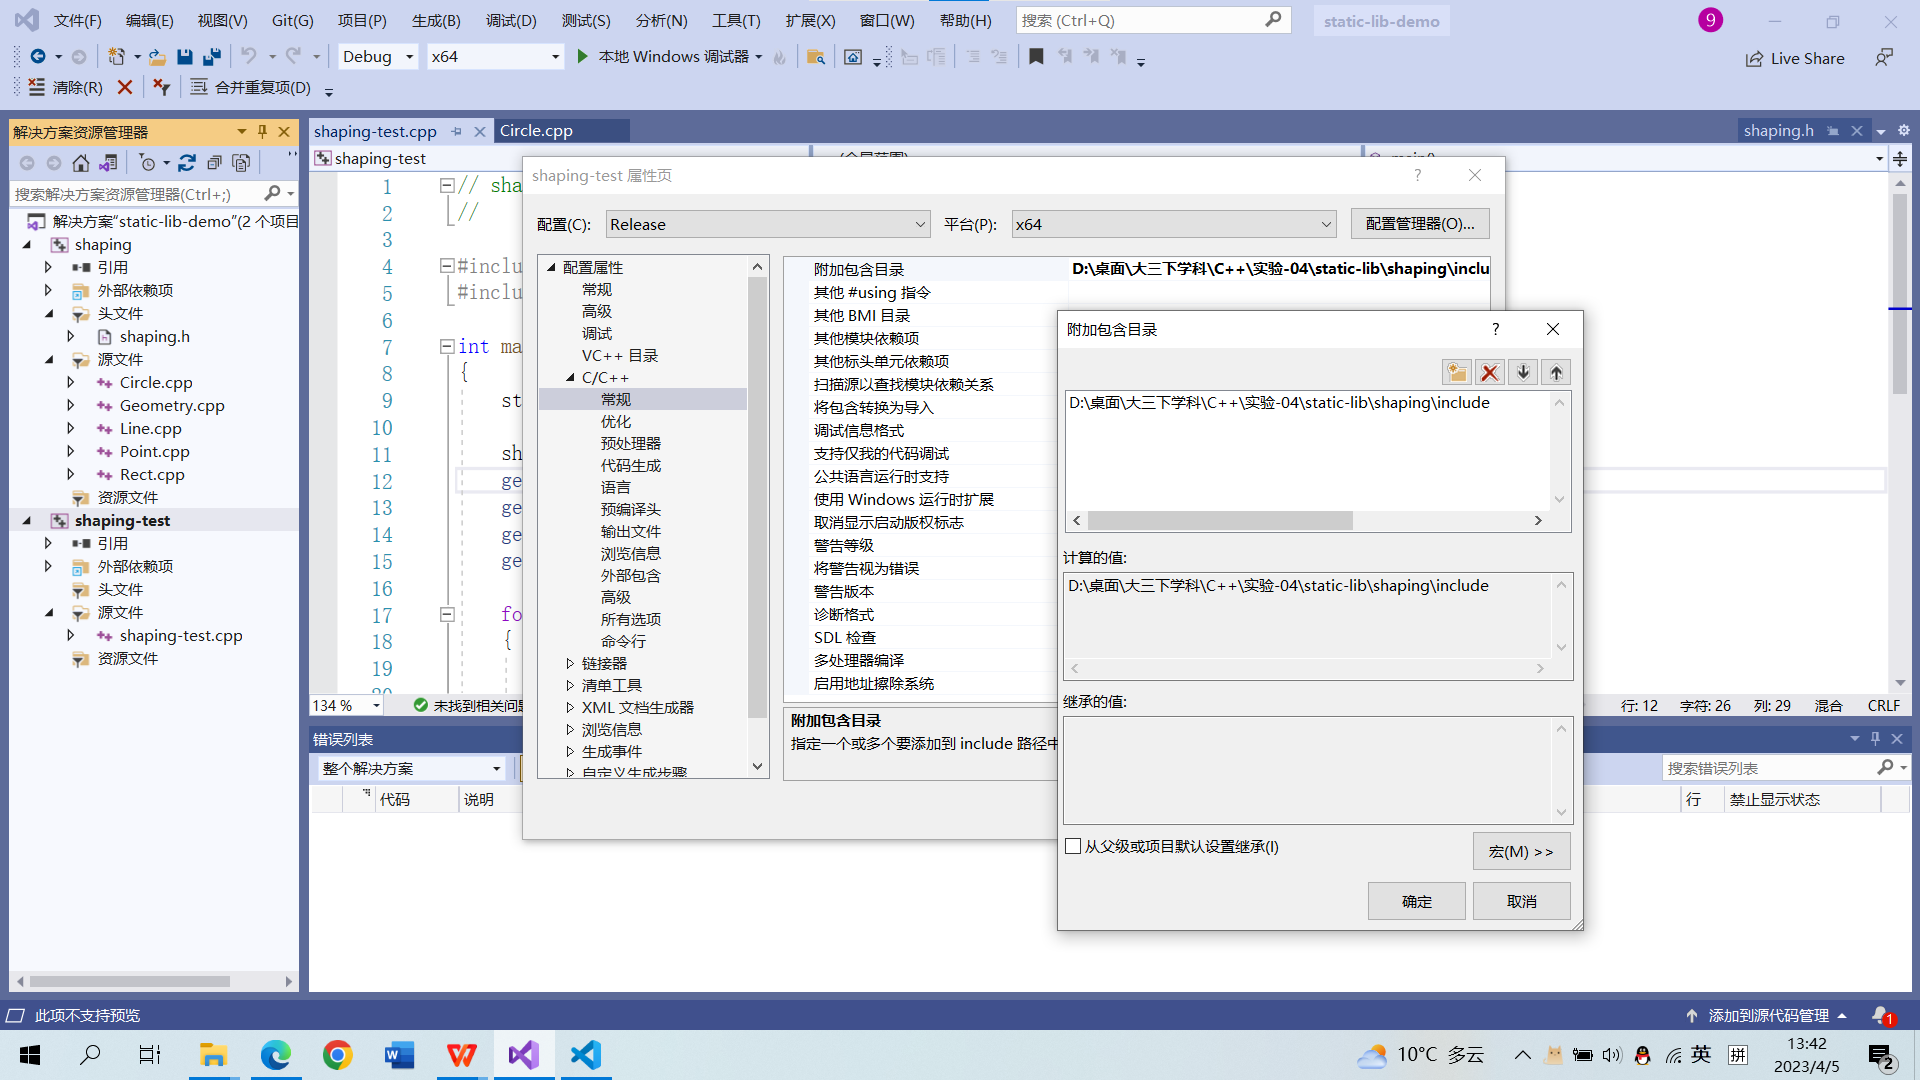 文件(F) 编辑(E) 视图(V) Git(G) 项目(P) 生成(B) 调试(D) 测试(S) 分析(N) 工具(T) 扩展(X) 窗口(W) 帮助(H) 搜索 (Ctrl+Q) static-lib-demo 9
Debug x64 本地 Windows 调试器 Live Share
清除(R) 合并重复项(D)
解决方案资源管理器
搜索解决方案资源管理器(Ctrl+;)
解决方案"static-lib-demo"(2 个项目
shaping
引用
外部依赖项
头文件
shaping.h
源文件
Circle.cpp
Geometry.cpp
Line.cpp
Point.cpp
Rect.cpp
资源文件
shaping-test
引用
外部依赖项
头文件
源文件
shaping-test.cpp
资源文件
shaping-test.cpp Circle.cpp shaping.h
shaping-test
1 // sha
2 //
3
4 #inclu
5 #inclu
6
7 int ma
8 {
9 st
10
11 sh
12 ge
13 ge
14 ge
15 ge
16
17 fo
18 {
19
20
134 % 未找到相关问题
行: 12 字符: 26 列: 29 混合 CRLF
错误列表
整个解决方案 搜索错误列表
代码 说明 行 禁止显示状态
shaping-test 属性页 ?
配置(C): Release 平台(P): x64 配置管理器(O)...
配置属性
常规
高级
调试
VC++ 目录
C/C++
常规
优化
预处理器
代码生成
语言
预编译头
输出文件
浏览信息
外部包含
高级
所有选项
命令行
链接器
清单工具
XML 文档生成器
浏览信息
生成事件
自定义生成步骤
附加包含目录 D:\桌面\大三下学科\C++\实验-04\static-lib\shaping\inclu
其他 #using 指令
其他 BMI 目录
其他模块依赖项
其他标头单元依赖项
扫描源以查找模块依赖关系
将包含转换为导入
调试信息格式
支持仅我的代码调试
公共语言运行时支持
使用 Windows 运行时扩展
取消显示启动版权标志
警告等级
将警告视为错误
警告版本
诊断格式
SDL 检查
多处理器编译
启用地址擦除系统
附加包含目录
指定一个或多个要添加到 include 路径中
附加包含目录 ?
D:\桌面\大三下学科\C++\实验-04\static-lib\shaping\include
计算的值:
D:\桌面\大三下学科\C++\实验-04\static-lib\shaping\include
继承的值:
从父级或项目默认设置继承(I)
宏(M) >>
确定 取消
此项不支持预览 添加到源代码管理 1
10°C 多云 英 拼 13:42
2023/4/5 2